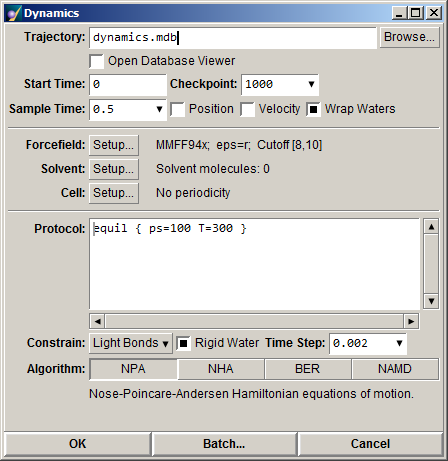 Dynamics
Trajectory: dynamics.mdb Browse...
Open Database Viewer
Start Time: 0 Checkpoint: 1000
Sample Time: 0.5 Position Velocity Wrap Waters
Forcefield: Setup... MMFF94x; eps=r; Cutoff [8,10]
Solvent: Setup... Solvent molecules: 0
Cell: Setup... No periodicity
Protocol: equil { ps=100 T=300 }
Constrain: Light Bonds Rigid Water Time Step: 0.002
Algorithm: NPA NHA BER NAMD
Nose-Poincare-Andersen Hamiltonian equations of motion.
OK Batch... Cancel